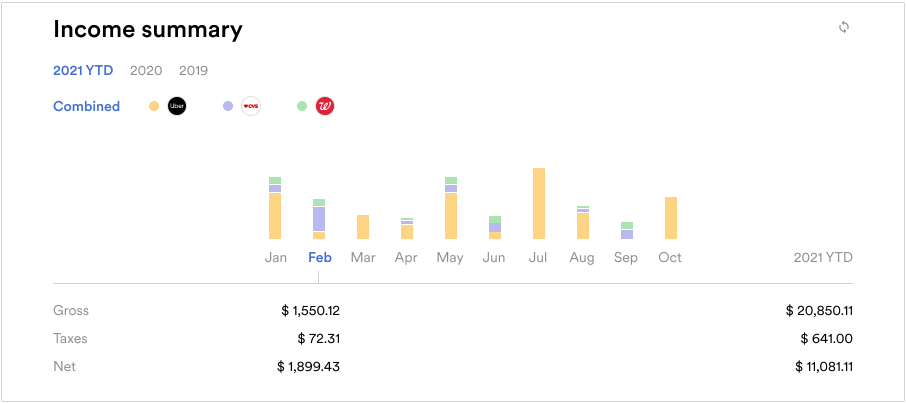 Income summary
2021 YTD 2020 2019
Combined Uber CVS W
Jan Feb Mar Apr May Jun Jul Aug Sep Oct 2021 YTD
Gross $ 1,550.12 $ 20,850.11
Taxes $ 72.31 $ 641.00
Net $ 1,899.43 $ 11,081.11